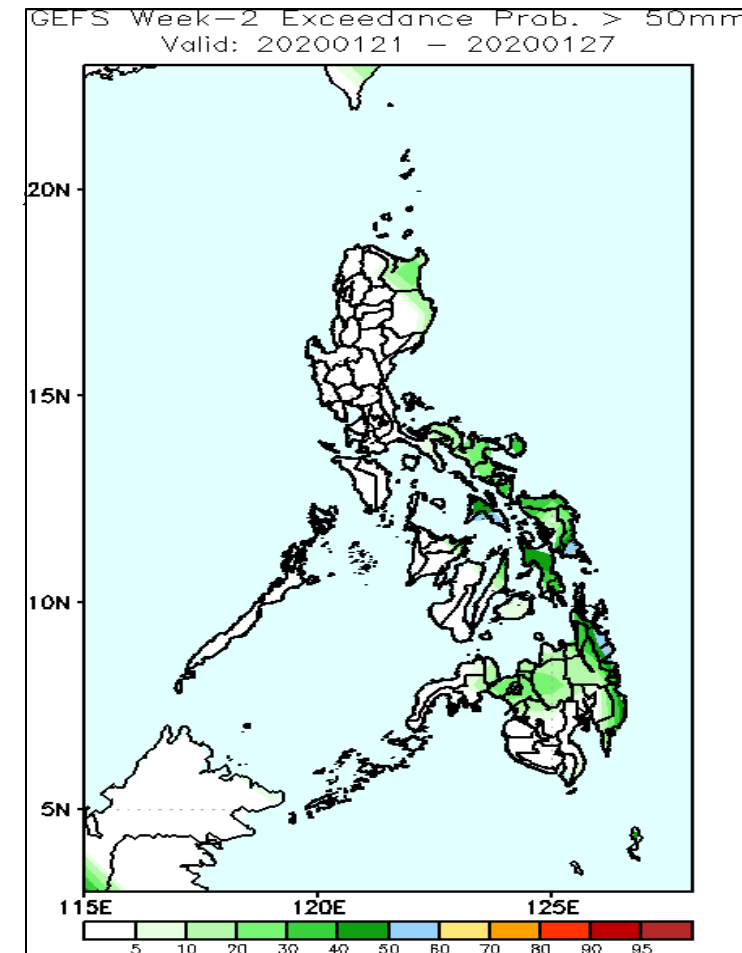 GEFS Week-2 Exceedance Prob. > 50mm
Valid: 20200121 - 20200127
20N
15N
10N
5N
115E 120E 125E
5 10 20 30 40 50 60 70 80 90 95